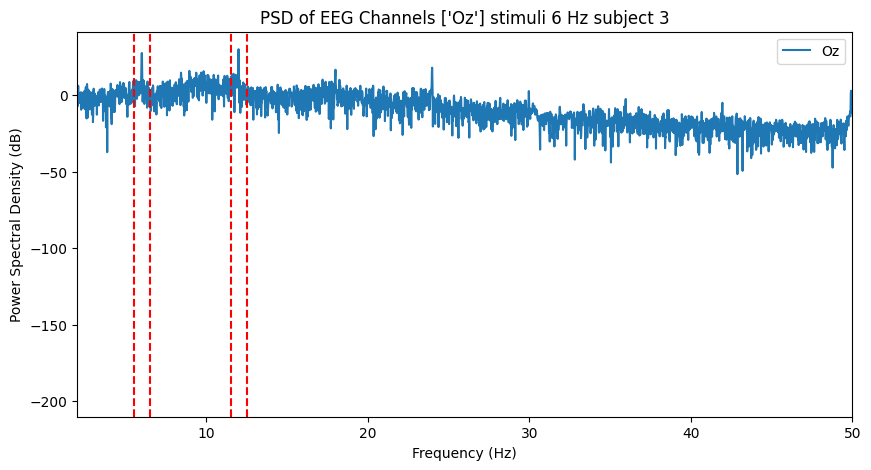 PSD of EEG Channels ['Oz'] stimuli 6 Hz subject 3
Oz
0
−50
−100
−150
−200
Power Spectral Density (dB)
10
20
30
40
50
Frequency (Hz)